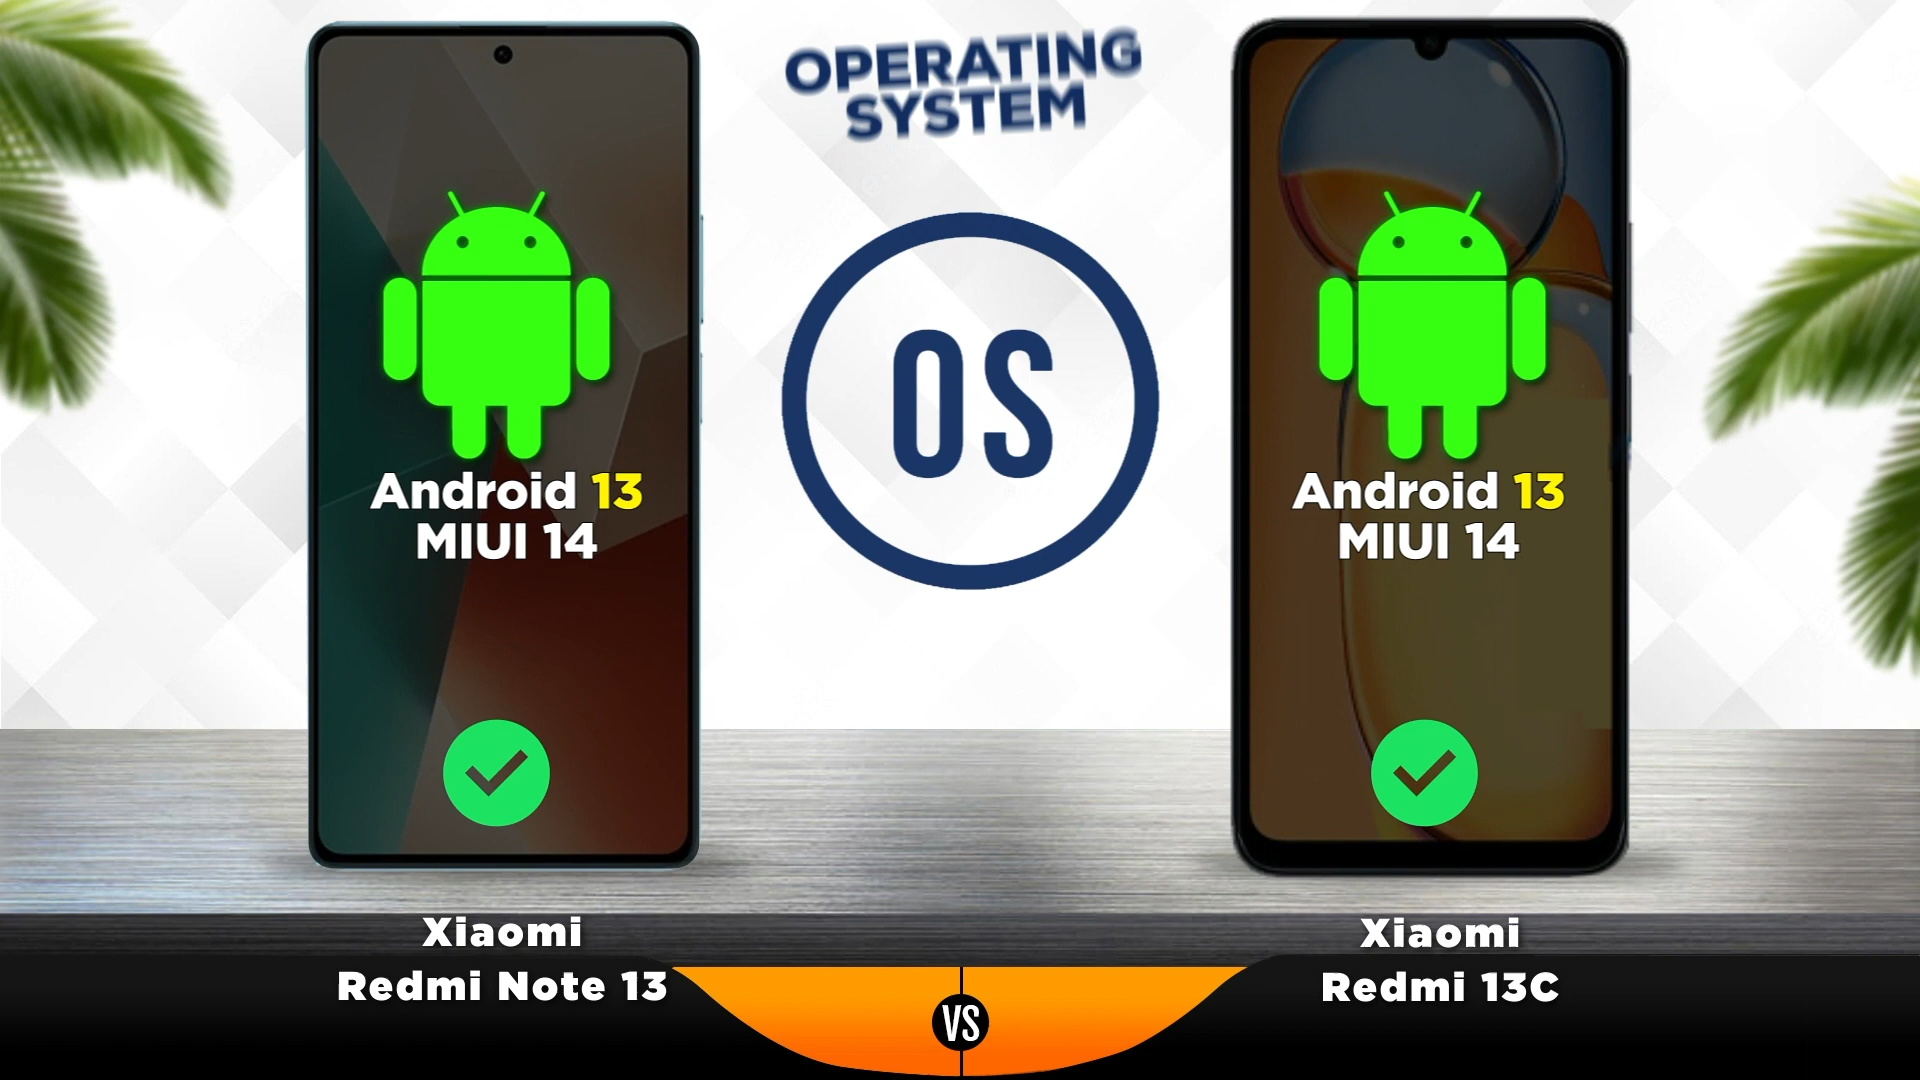 OPERATING
SYSTEM
OS
Android 13
MIUI 14
Android 13
MIUI 14
Xiaomi
Redmi Note 13
VS
Xiaomi
Redmi 13C